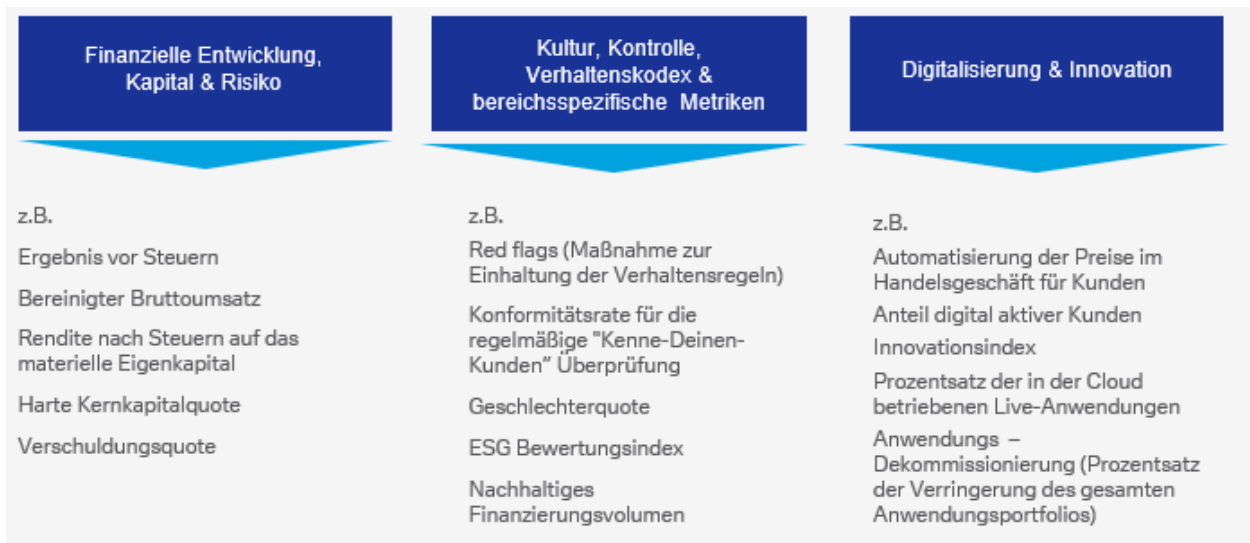 Finanzielle Entwicklung,
Kapital & Risiko
z.B.
Ergebnis vor Steuern
Bereinigter Bruttoumsatz
Rendite nach Steuern auf das
materielle Eigenkapital
Harte Kernkapitalquote
Verschuldungsquote
Kultur, Kontrolle,
Verhaltenskodex &
bereichsspezifische Metriken
z.B.
Red flags (Maßnahme zur
Einhaltung der Verhaltensregeln)
Konformitätsrate für die
regelmäßige "Kenne-Deinen-
Kunden“ Überprüfung
Geschlechterquote
ESG Bewertungsindex
Nachhaltiges
Finanzierungsvolumen
Digitalisierung & Innovation
z.B.
Automatisierung der Preise im
Handelsgeschäft für Kunden
Anteil digital aktiver Kunden
Innovationsindex
Prozentsatz der in der Cloud
betriebenen Live-Anwendungen
Anwendungs –
Dekommissionierung (Prozentsatz
der Verringerung des gesamten
Anwendungsportfolios)